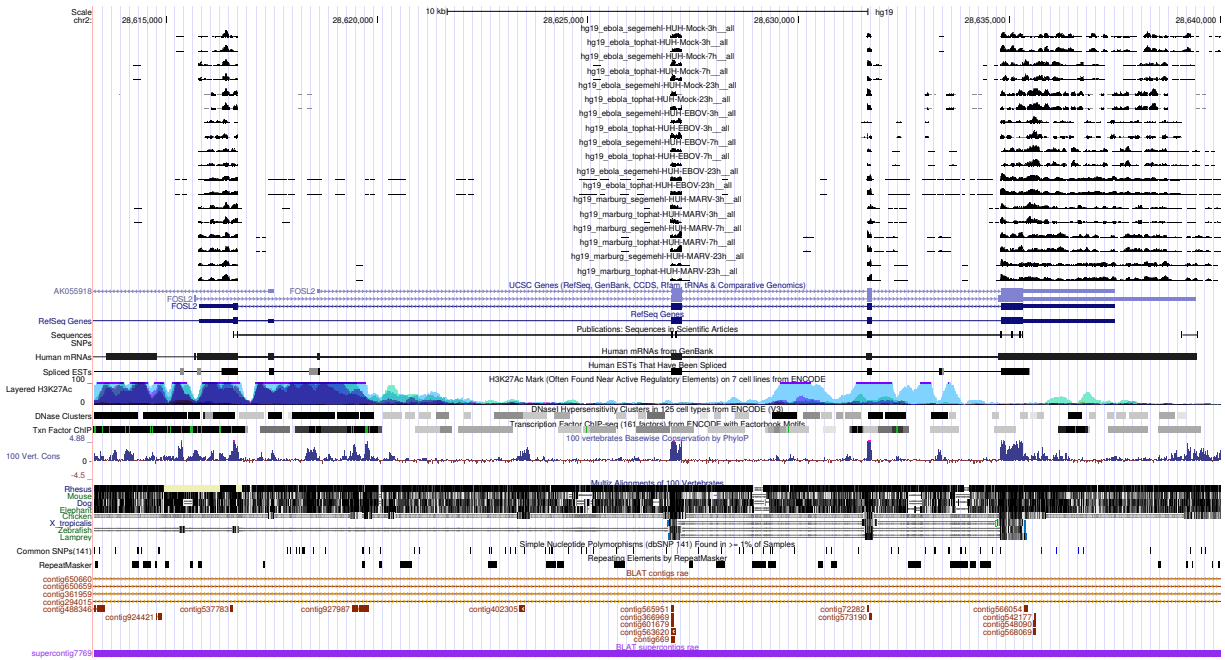 Scale 10 kb hg19
chr2: 28,615,000 28,620,000 28,625,000 28,630,000 28,635,000 28,640,000
hg19_ebola_segemehl-HUH-Mock-3h__all
hg19_ebola_tophat-HUH-Mock-3h__all
hg19_ebola_segemehl-HUH-Mock-7h__all
hg19_ebola_tophat-HUH-Mock-7h__all
hg19_ebola_segemehl-HUH-Mock-23h__all
hg19_ebola_tophat-HUH-Mock-23h__all
hg19_ebola_segemehl-HUH-EBOV-3h__all
hg19_ebola_tophat-HUH-EBOV-3h__all
hg19_ebola_segemehl-HUH-EBOV-7h__all
hg19_ebola_tophat-HUH-EBOV-7h__all
hg19_ebola_segemehl-HUH-EBOV-23h__all
hg19_ebola_tophat-HUH-EBOV-23h__all
hg19_marburg_segemehl-HUH-MARV-3h__all
hg19_marburg_tophat-HUH-MARV-3h__all
hg19_marburg_segemehl-HUH-MARV-7h__all
hg19_marburg_tophat-HUH-MARV-7h__all
hg19_marburg_segemehl-HUH-MARV-23h__all
hg19_marburg_tophat-HUH-MARV-23h__all
UCSC Genes (RefSeq, GenBank, CCDS, Rfam, tRNAs & Comparative Genomics)
AK055918 FOSL2
FOSL2
FOSL2
RefSeq Genes
RefSeq Genes
Publications: Sequences in Scientific Articles
Sequences
SNPs
Human mRNAs from GenBank
Human mRNAs
Human ESTs That Have Been Spliced
Spliced ESTs
H3K27Ac Mark (Often Found Near Active Regulatory Elements) on 7 cell lines from ENCODE
100
Layered H3K27Ac
0
DNaseI Hypersensitivity Clusters in 125 cell types from ENCODE (V3)
DNase Clusters
Transcription Factor ChIP-seq (161 factors) from ENCODE with Factorbook Motifs
Txn Factor ChIP
100 vertebrates Basewise Conservation by PhyloP
4.88
100 Vert. Cons
0
-4.5
Multiz Alignments of 100 Vertebrates
Rhesus
Mouse
Dog
Elephant
Chicken
X_tropicalis
Zebrafish
Lamprey
Simple Nucleotide Polymorphisms (dbSNP 141) Found in >= 1% of Samples
Common SNPs(141)
Repeating Elements by RepeatMasker
RepeatMasker
BLAT contigs rae
contig650660
contig650659
contig361959
contig294015
contig488346 contig537783 contig927987 contig402305 contig565951 contig72282 contig566054
contig924421 contig366969 contig573190 contig542177
contig601679 contig548090
contig563620 contig568069
contig669
BLAT supercontigs rae
supercontig7769